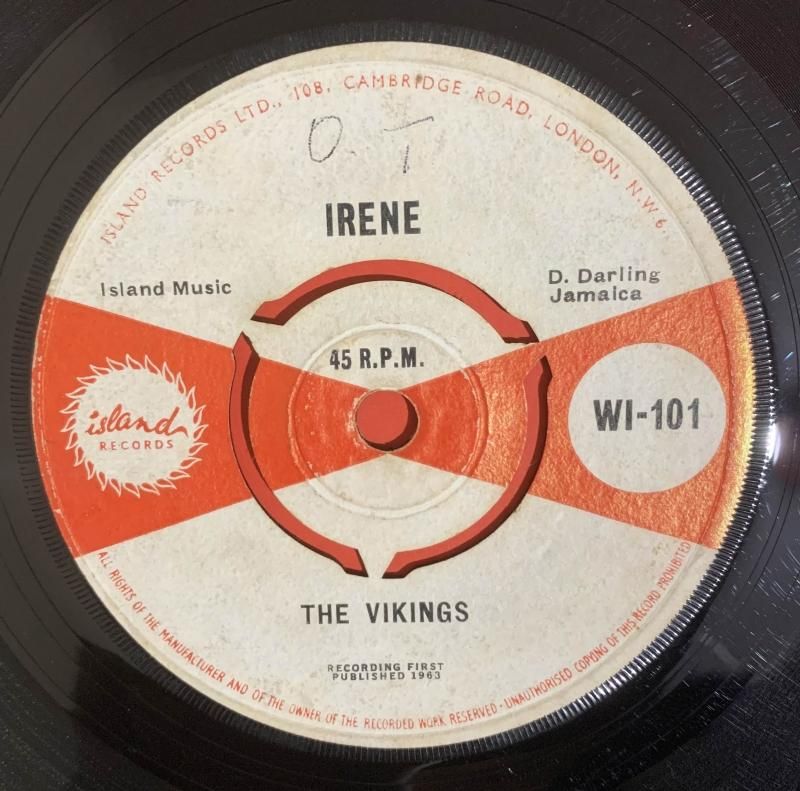 ISLAND RECORDS LTD., 108, CAMBRIDGE ROAD, LONDON, N.W.6.
O. T
IRENE
Island Music
D. Darling
Jamaica
45 R.P.M.
island
RECORDS
WI-101
THE VIKINGS
RECORDING FIRST
PUBLISHED 1963
ALL RIGHTS OF THE MANUFACTURER AND OF THE OWNER OF THE RECORDED WORK RESERVED · UNAUTHORISED COPYING OF THIS RECORD PROHIBITED